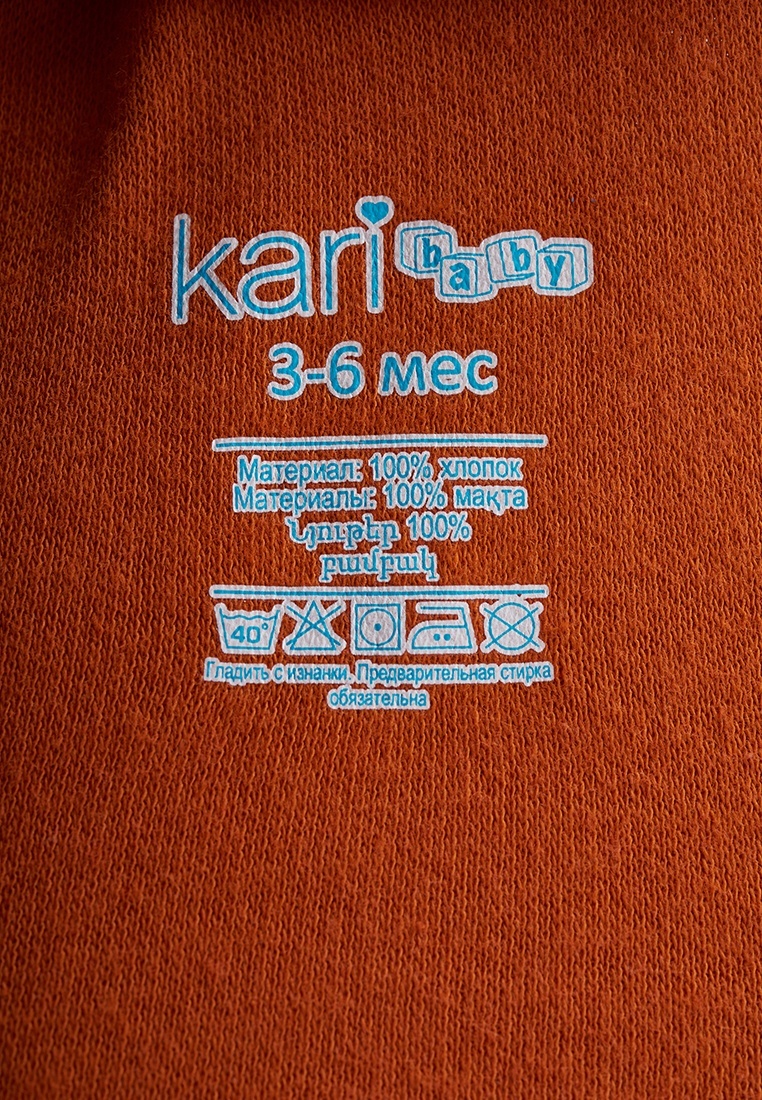 kari baby
3-6 мес
Материал: 100% хлопок
Материалы: 100% мақта
Նյութեր 100%
բամբակ
40°
Гладить с изнанки. Предварительная стирка
обязательна